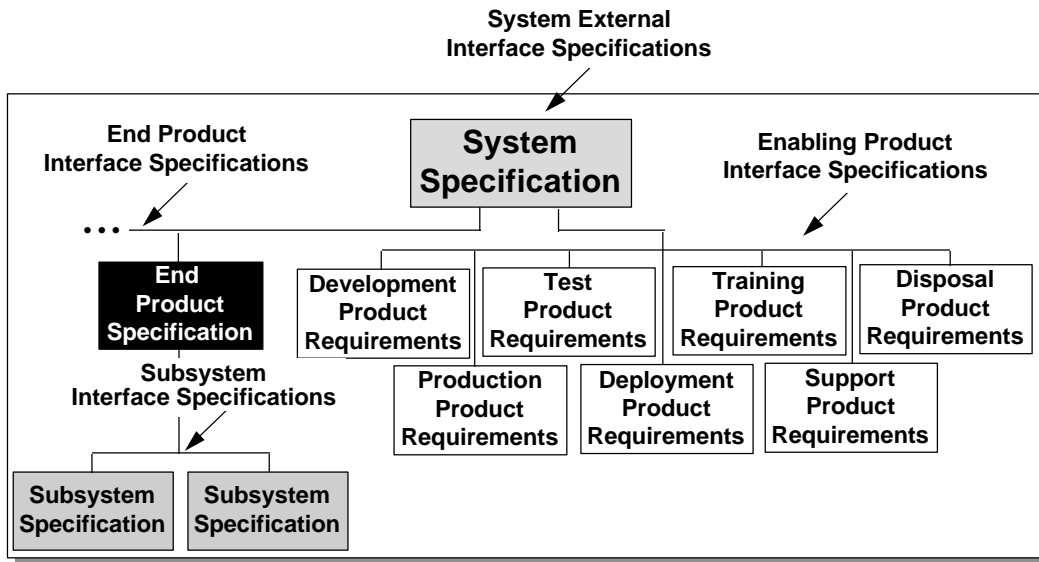 System External
Interface Specifications
End Product
Interface Specifications
System
Specification
Enabling Product
Interface Specifications
...
End
Product
Specification
Development
Product
Requirements
Test
Product
Requirements
Training
Product
Requirements
Disposal
Product
Requirements
Subsystem
Interface Specifications
Production
Product
Requirements
Deployment
Product
Requirements
Support
Product
Requirements
Subsystem
Specification
Subsystem
Specification